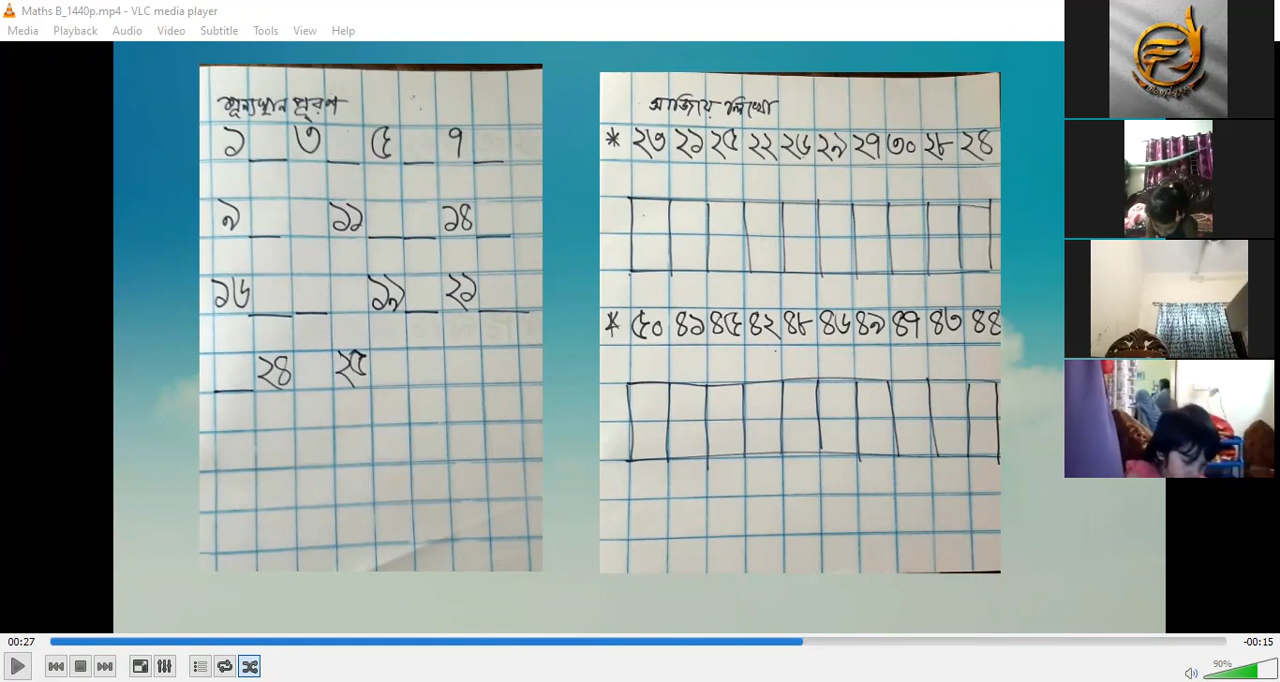 Maths B_1440p.mp4 - VLC media player
Media Playback Audio Video Subtitle Tools View Help
শূন্যস্থান পূরণ
১ _ ৩ _ ৫ _ ৭ _
৯ _ ১১ _ _ ১৪ _
১৬ _ _ ১৯ _ ২১ _
_ ২৪ ২৫
সাজিয়ে লিখো
* ২৩ ২১ ২৫ ২২ ২৬ ২৯ ২৭ ৩০ ২৮ ২৪
* ৫০ ৪১ ৪৫ ৪২ ৪৮ ৪৬ ৪৯ ৪৭ ৪৩ ৪৪
00:27
-00:15
90%